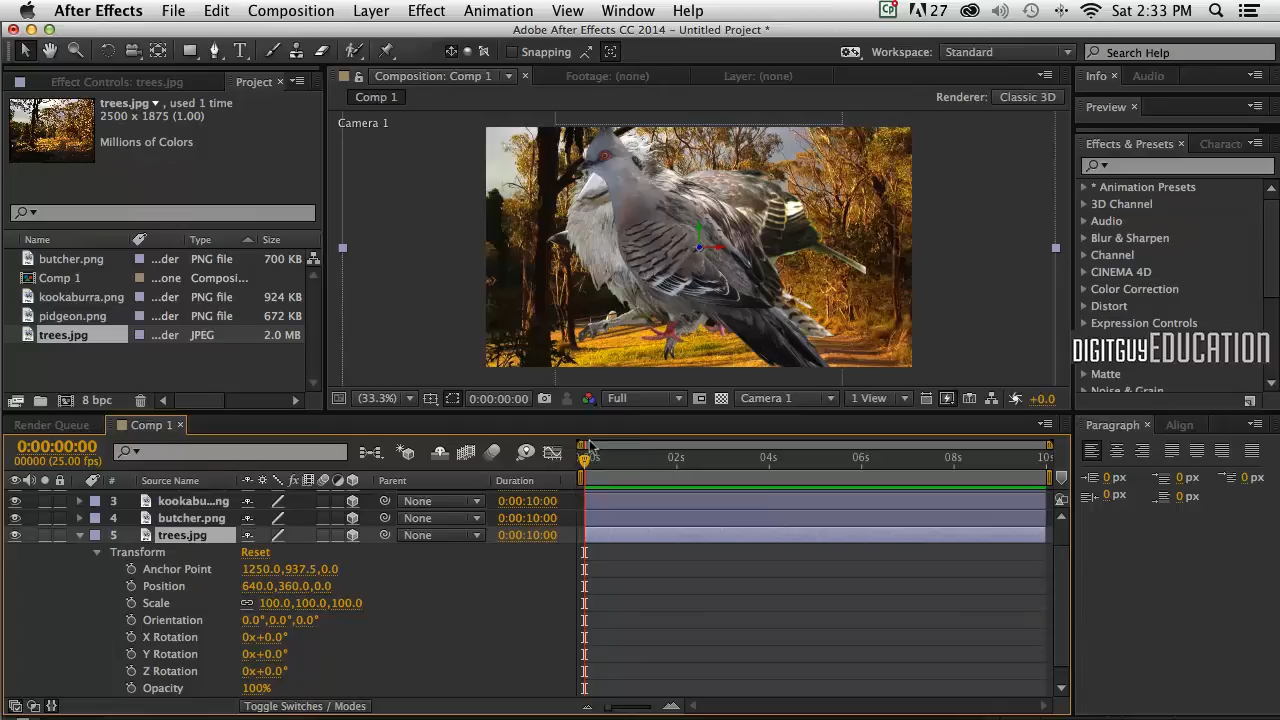 After Effects File Edit Composition Layer Effect Animation View Window Help 27 Sat 2:33 PM
Adobe After Effects CC 2014 - Untitled Project *
Snapping Workspace: Standard Search Help
Effect Controls: trees.jpg Project × Composition: Comp 1 × Footage: (none) Layer: (none) Info × Audio
trees.jpg , used 1 time
2500 x 1875 (1.00)
Millions of Colors
Comp 1 Renderer: Classic 3D
Camera 1
Preview ×
Effects & Presets × Charact
* Animation Presets
3D Channel
Audio
Blur & Sharpen
Channel
CINEMA 4D
Color Correction
Distort
Expression Controls
DIGITGUYEDUCATION
Matte
Noise & Grain
Name Type Size
butcher.png ...der PNG file 700 KB
Comp 1 ...one Composi...
kookaburra.png ...der PNG file 924 KB
pidgeon.png ...der PNG file 672 KB
trees.jpg ...der JPEG 2.0 MB
8 bpc
(33.3%) 0:00:00:00 Full Camera 1 1 View +0.0
Render Queue Comp 1 ×
0:00:00:00
00000 (25.00 fps)
02s 04s 06s 08s 10s
# Source Name fx Parent Duration
3 kookabu...ng None 0:00:10:00
4 butcher.png None 0:00:10:00
5 trees.jpg None 0:00:10:00
Transform Reset
Anchor Point 1250.0,937.5,0.0
Position 640.0,360.0,0.0
Scale 100.0,100.0,100.0
Orientation 0.0°,0.0°,0.0°
X Rotation 0x+0.0°
Y Rotation 0x+0.0°
Z Rotation 0x+0.0°
Opacity 100%
Toggle Switches / Modes
Paragraph × Align
0 px 0 px 0 px
0 px 0 px